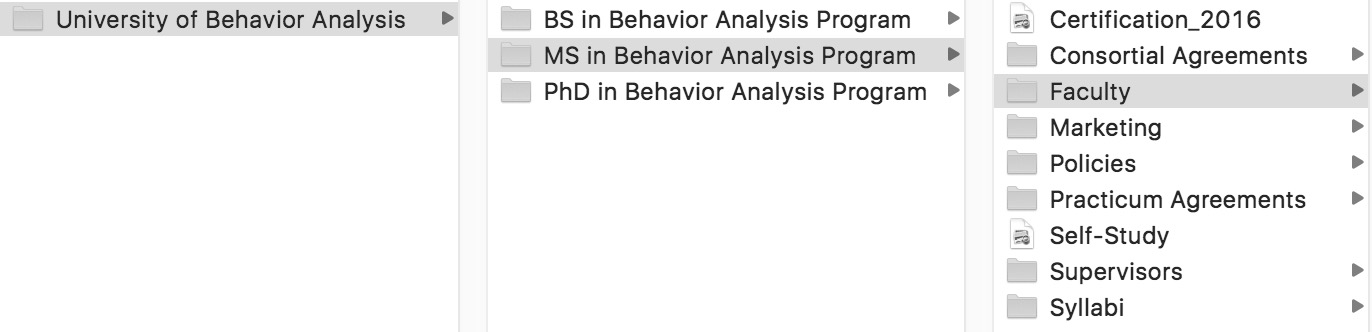 University of Behavior Analysis
BS in Behavior Analysis Program
MS in Behavior Analysis Program
PhD in Behavior Analysis Program
Certification_2016
Consortial Agreements
Faculty
Marketing
Policies
Practicum Agreements
Self-Study
Supervisors
Syllabi